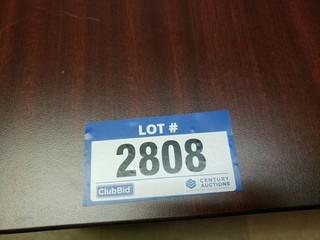 LOT #
2808
ClubBid
CENTURY
AUCTIONS